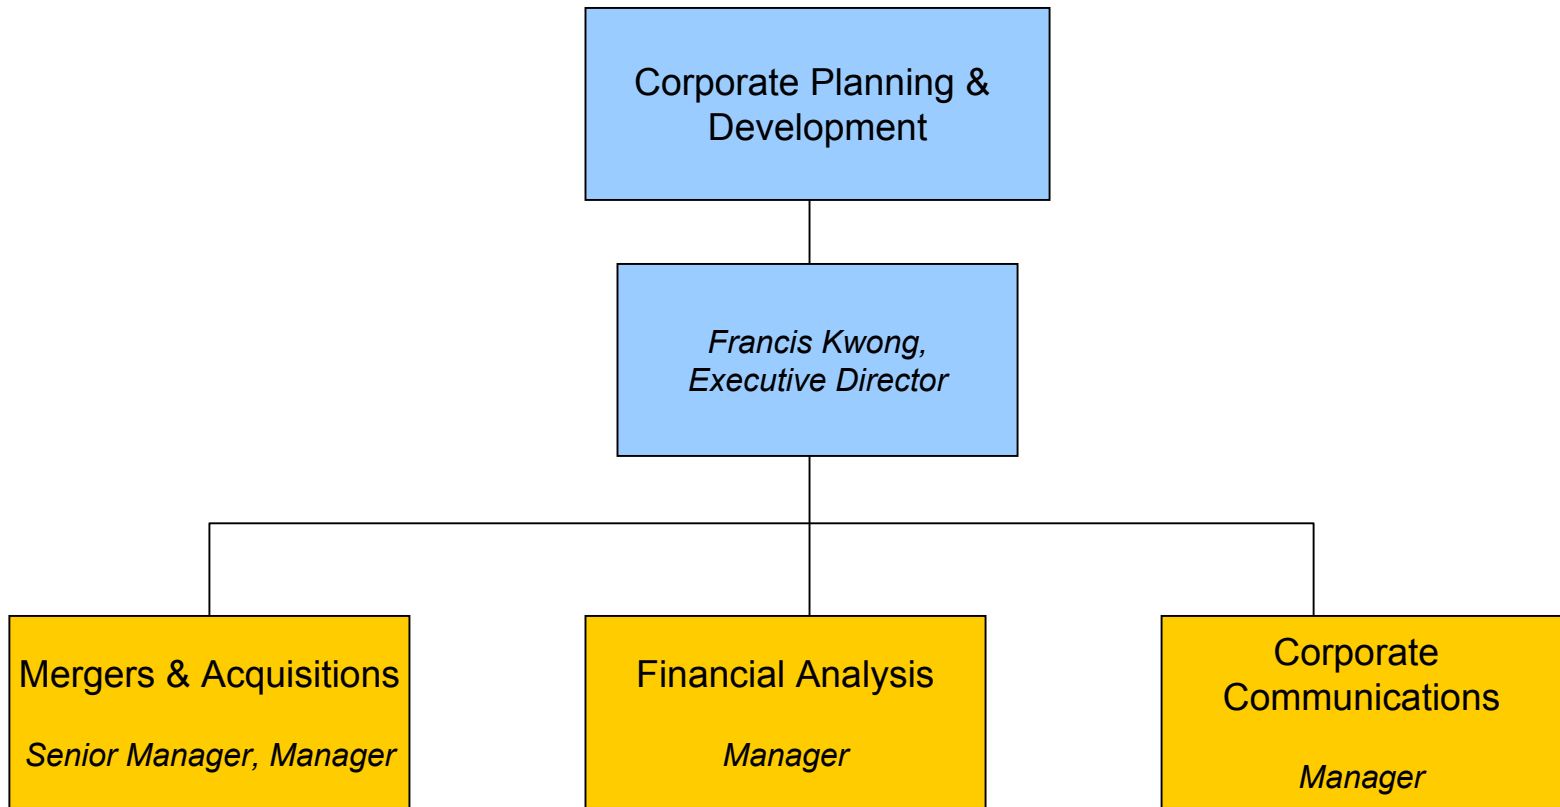 Corporate Planning &
Development
Francis Kwong,
Executive Director
Mergers & Acquisitions
Senior Manager, Manager
Financial Analysis
Manager
Corporate
Communications
Manager